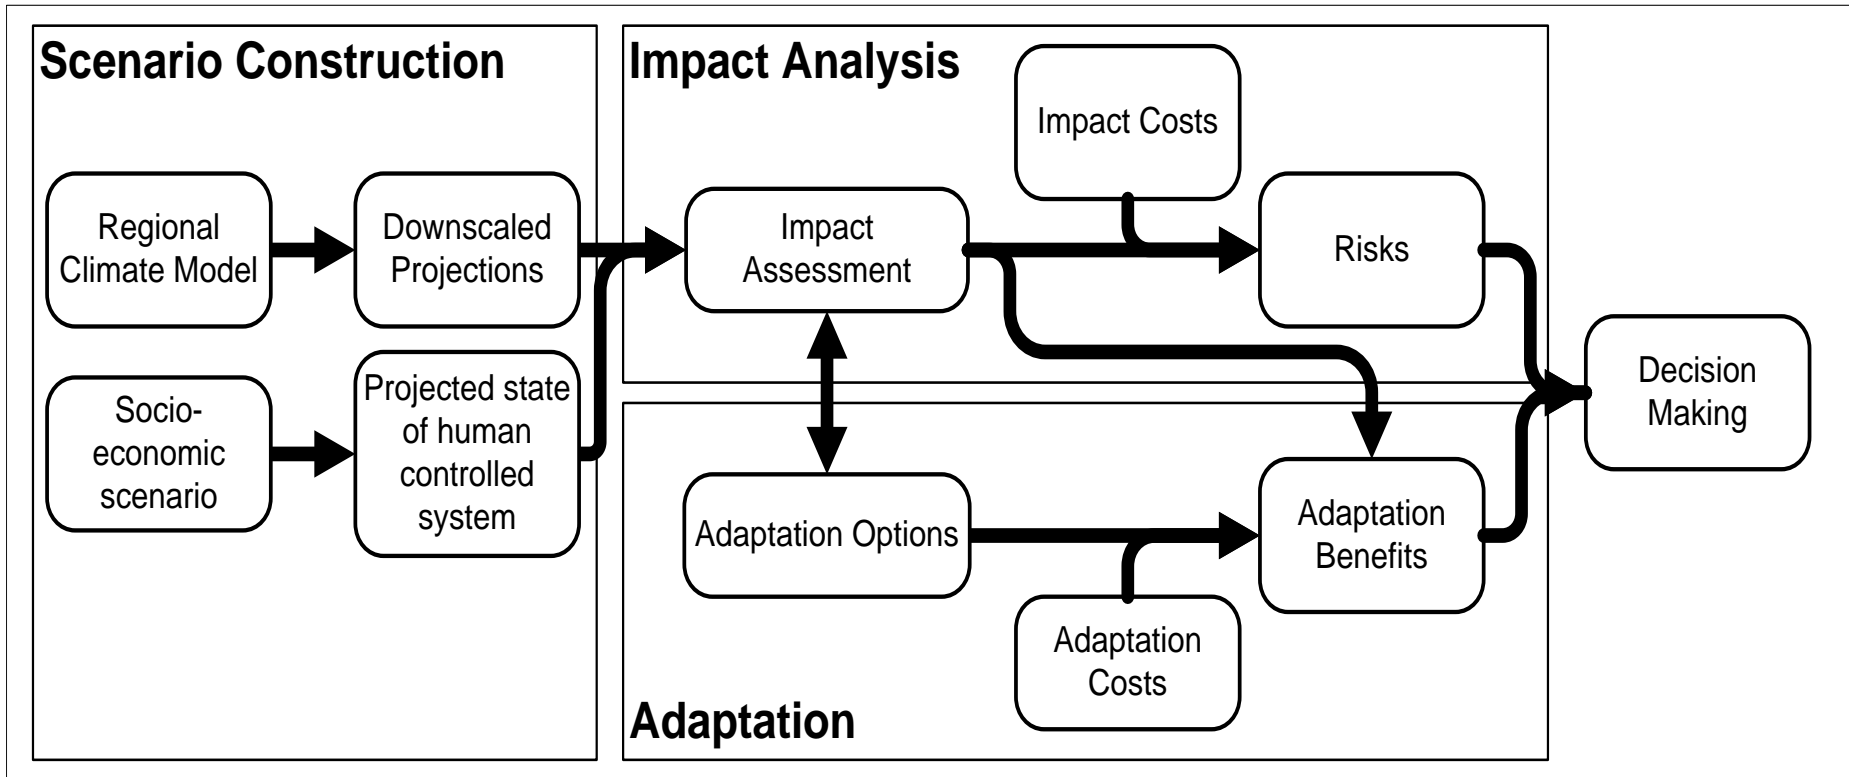 Scenario Construction
Regional
Climate Model
Downscaled
Projections
Socio-
economic
scenario
Projected state
of human
controlled
system
Impact Analysis
Impact Costs
Impact
Assessment
Risks
Adaptation Options
Adaptation
Benefits
Adaptation
Costs
Adaptation
Decision
Making